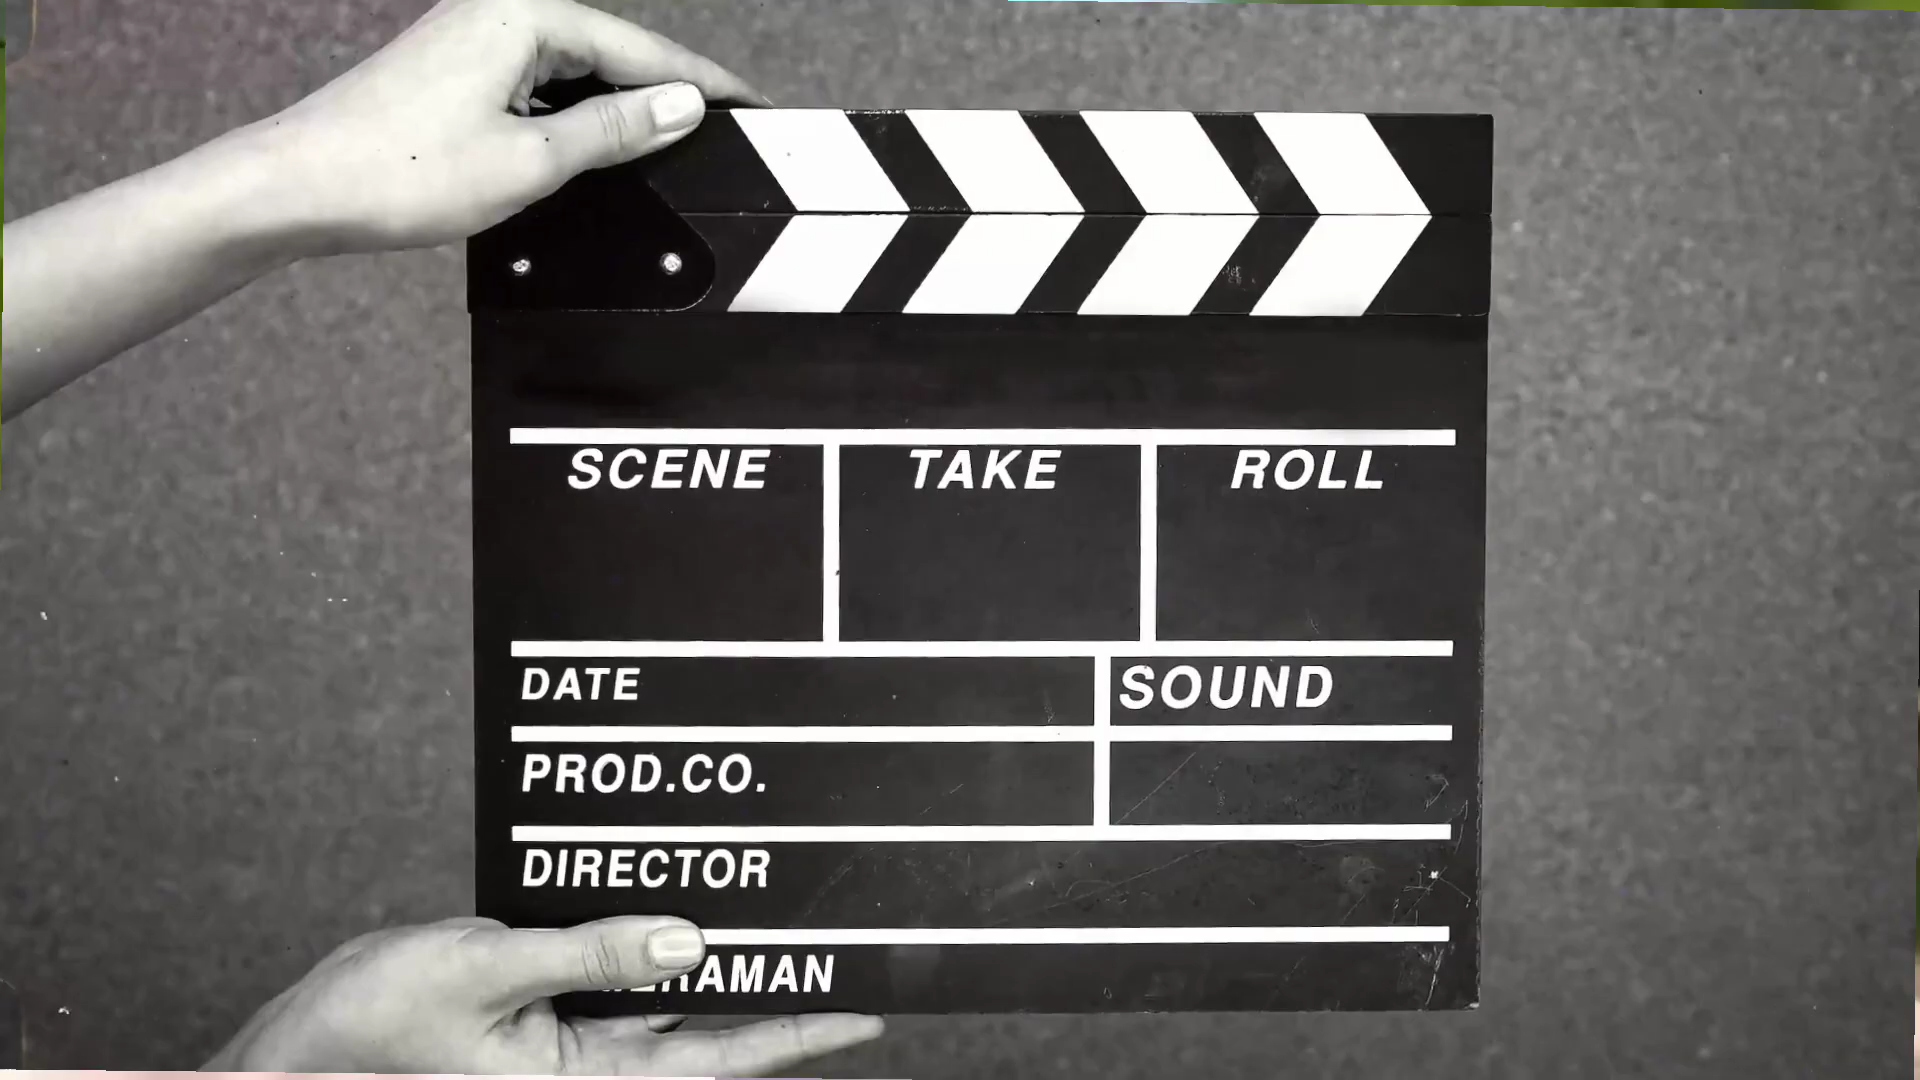 SCENE TAKE ROLL
DATE SOUND
PROD.CO.
DIRECTOR